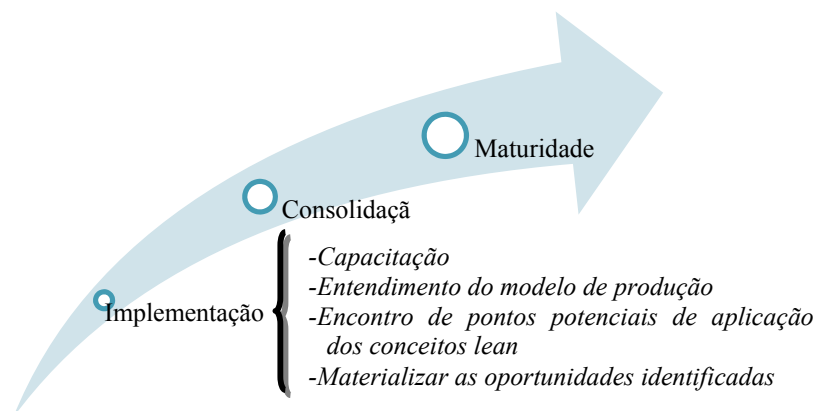 Maturidade
Consolidaçã
Implementação
-Capacitação
-Entendimento do modelo de produção
-Encontro de pontos potenciais de aplicação
dos conceitos lean
-Materializar as oportunidades identificadas